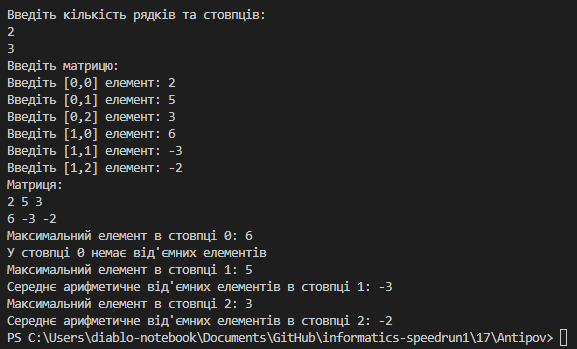 Введіть кількість рядків та стовпців:
2
3
Введіть матрицю:
Введіть [0,0] елемент: 2
Введіть [0,1] елемент: 5
Введіть [0,2] елемент: 3
Введіть [1,0] елемент: 6
Введіть [1,1] елемент: -3
Введіть [1,2] елемент: -2
Матриця:
2 5 3
6 -3 -2
Максимальний елемент в стовпці 0: 6
У стовпці 0 немає від'ємних елементів
Максимальний елемент в стовпці 1: 5
Середнє арифметичне від'ємних елементів в стовпці 1: -3
Максимальний елемент в стовпці 2: 3
Середнє арифметичне від'ємних елементів в стовпці 2: -2
PS C:\Users\diablo-notebook\Documents\GitHub\informatics-speedrun1\17\Antipov>